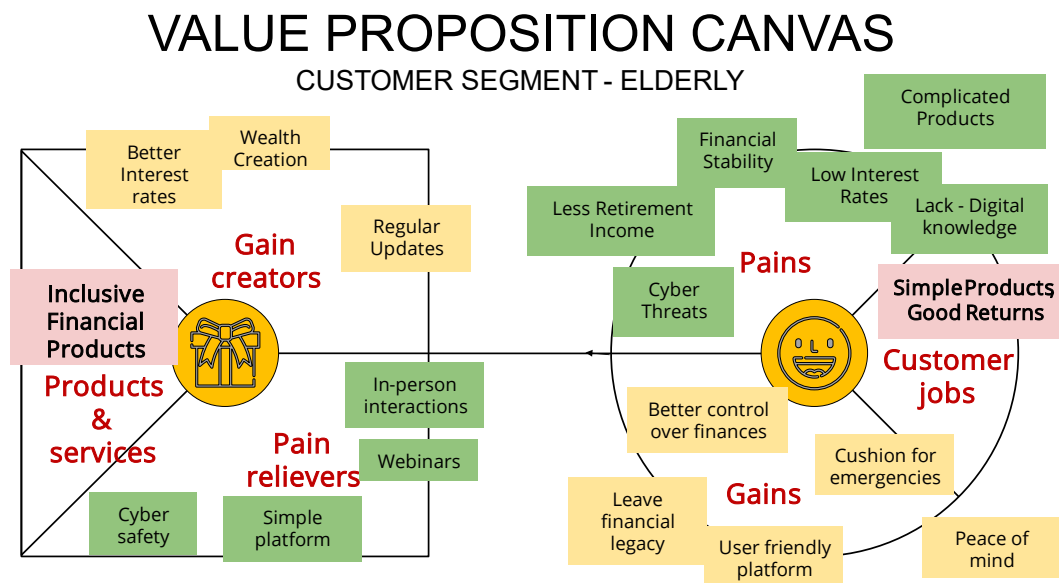 VALUE PROPOSITION CANVAS
CUSTOMER SEGMENT - ELDERLY
Better
Interest
rates
Wealth
Creation
Regular
Updates
Gain
creators
Inclusive
Financial
Products
Products
&
services
In-person
interactions
Pain
relievers
Webinars
Cyber
safety
Simple
platform
Complicated
Products
Financial
Stability
Low Interest
Rates
Less Retirement
Income
Lack - Digital
knowledge
Pains
Cyber
Threats
Simple Products,
Good Returns
Customer
jobs
Better control
over finances
Cushion for
emergencies
Gains
Leave
financial
legacy
User friendly
platform
Peace of
mind